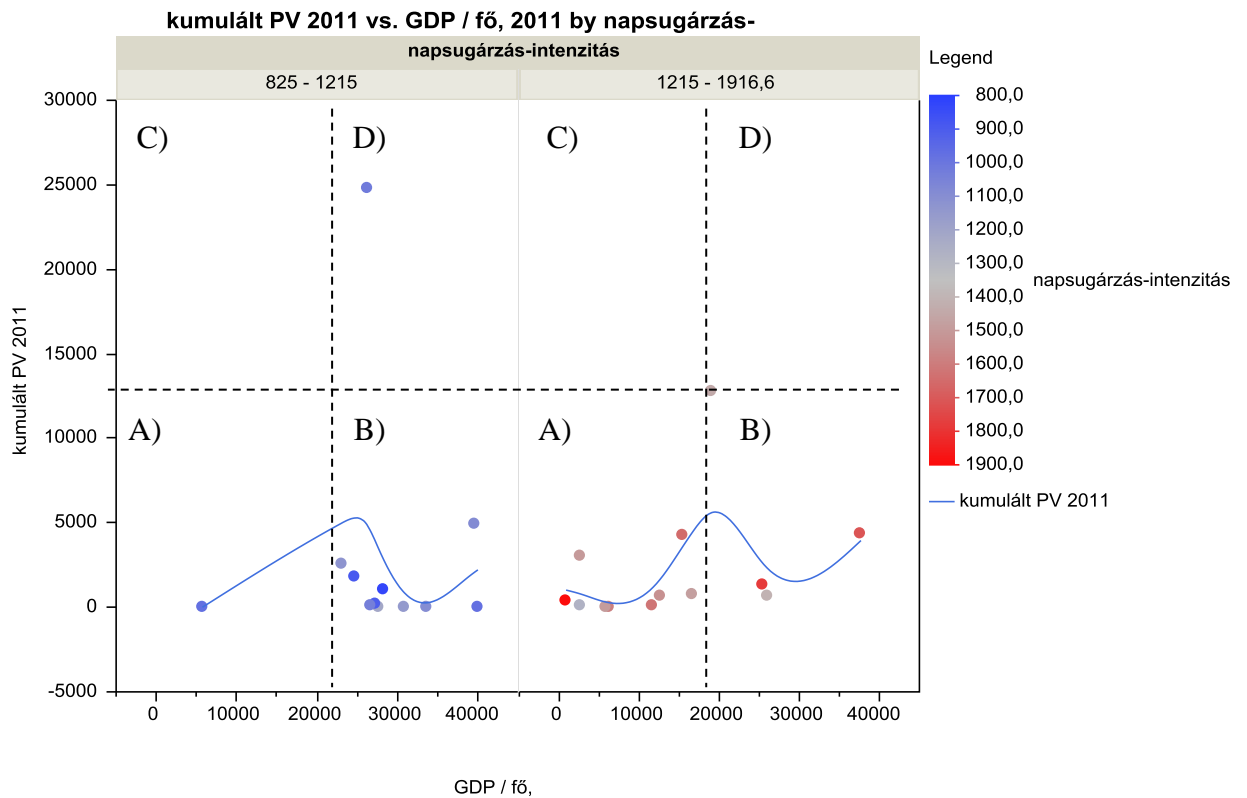 kumulált PV 2011 vs. GDP / fő, 2011 by napsugárzás-
napsugárzás-intenzitás
825 - 1215
1215 - 1916,6
Legend
800,0
900,0
1000,0
1100,0
1200,0
1300,0
1400,0
1500,0
1600,0
1700,0
1800,0
1900,0
napsugárzás-intenzitás
kumulált PV 2011
kumulált PV 2011
30000
25000
20000
15000
10000
5000
0
-5000
C)
D)
C)
D)
A)
B)
A)
B)
0
10000
20000
30000
40000
0
10000
20000
30000
40000
GDP / fő,